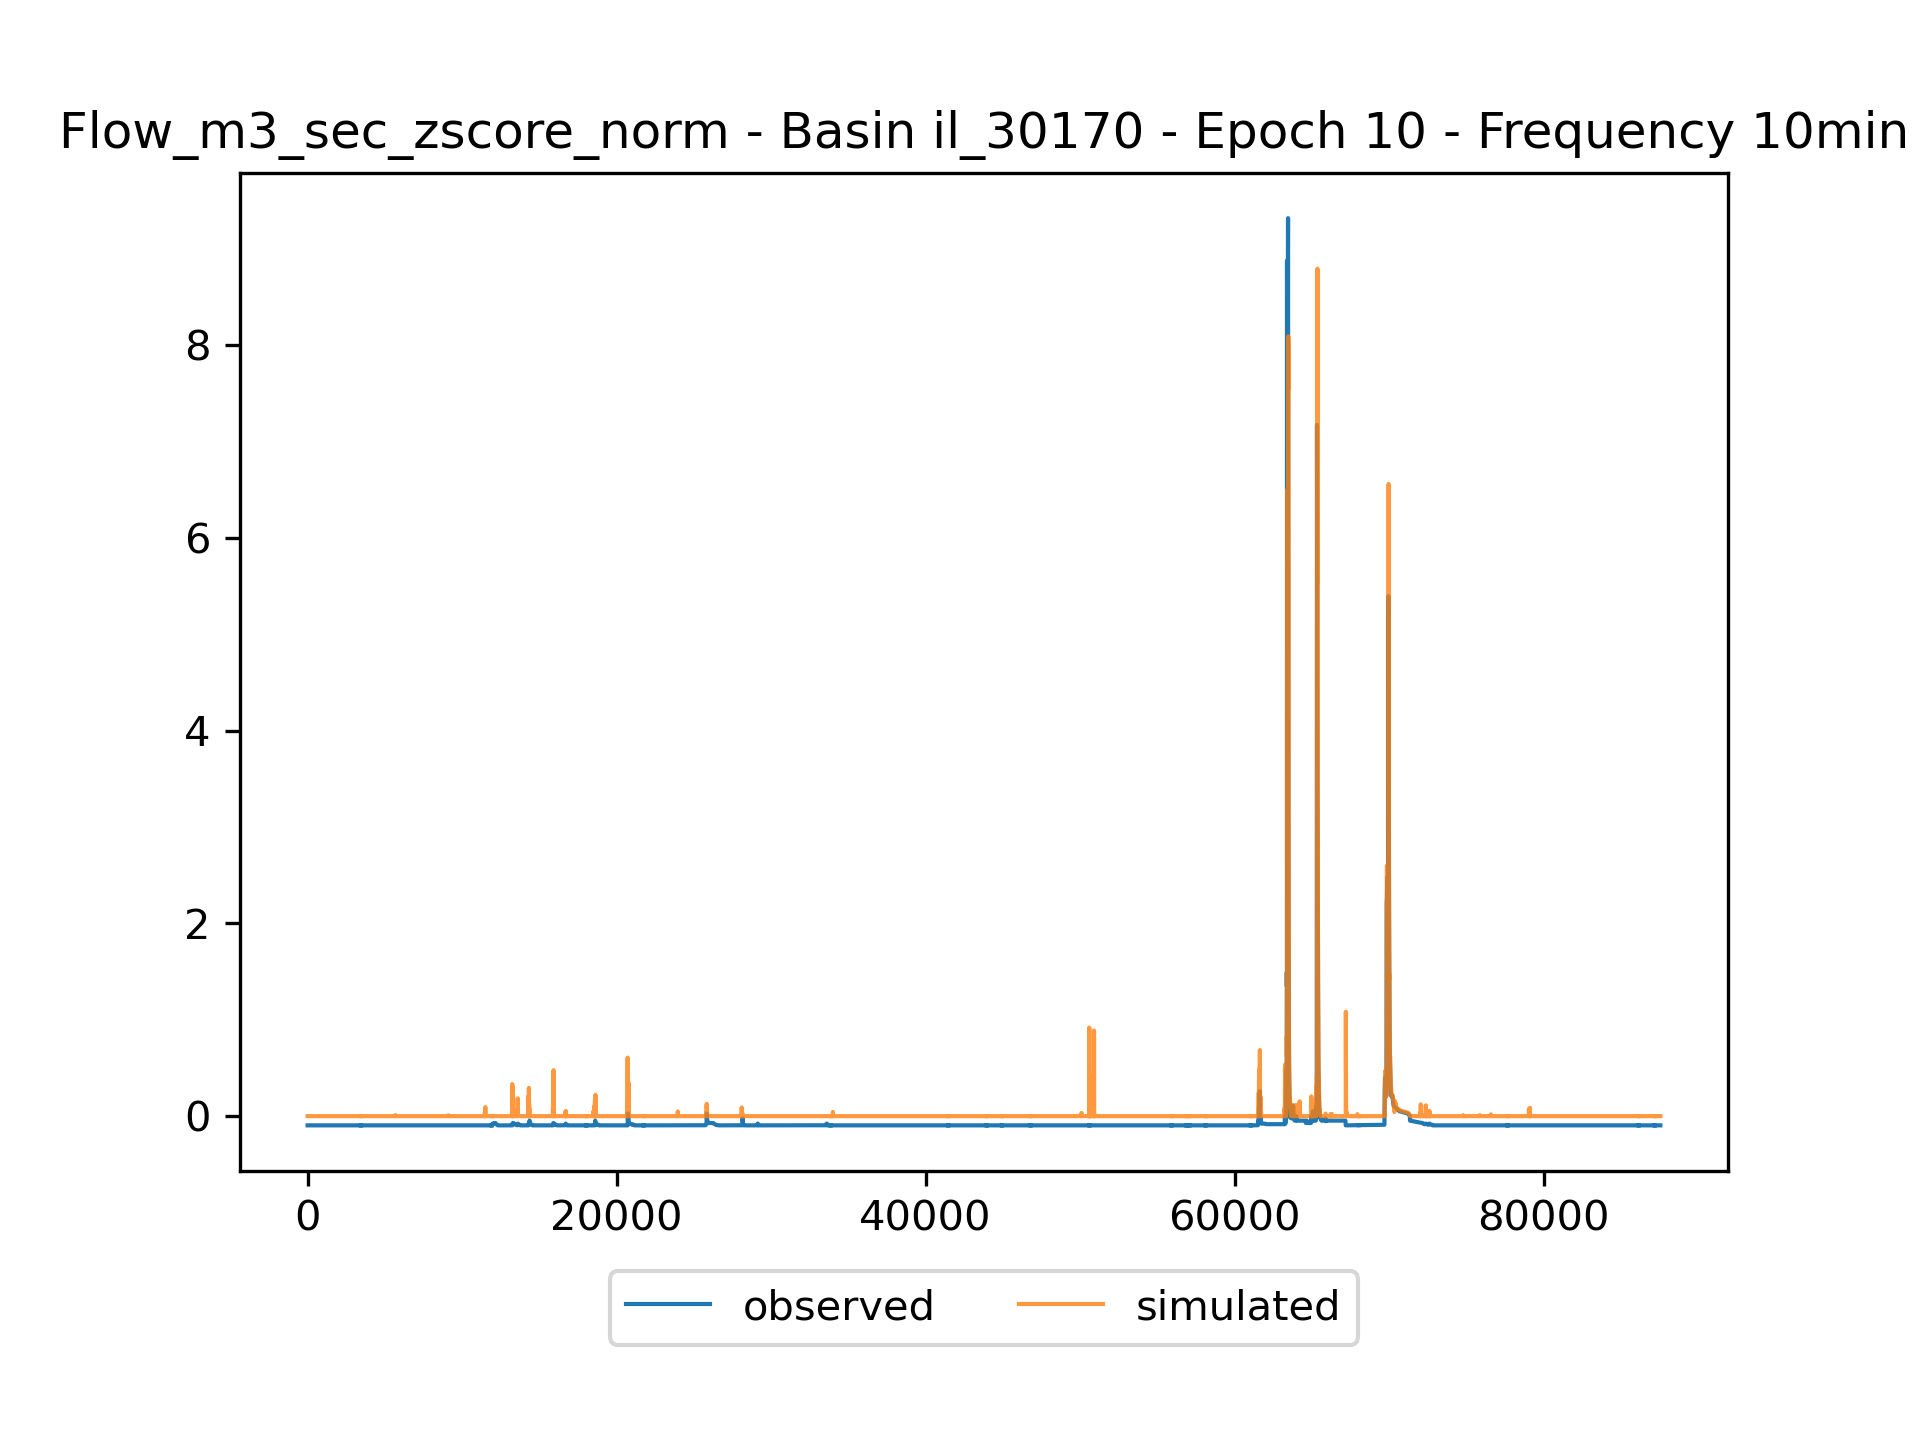 Flow_m3_sec_zscore_norm - Basin il_30170 - Epoch 10 - Frequency 10min
8
6
4
2
0
0 20000 40000 60000 80000
observed simulated